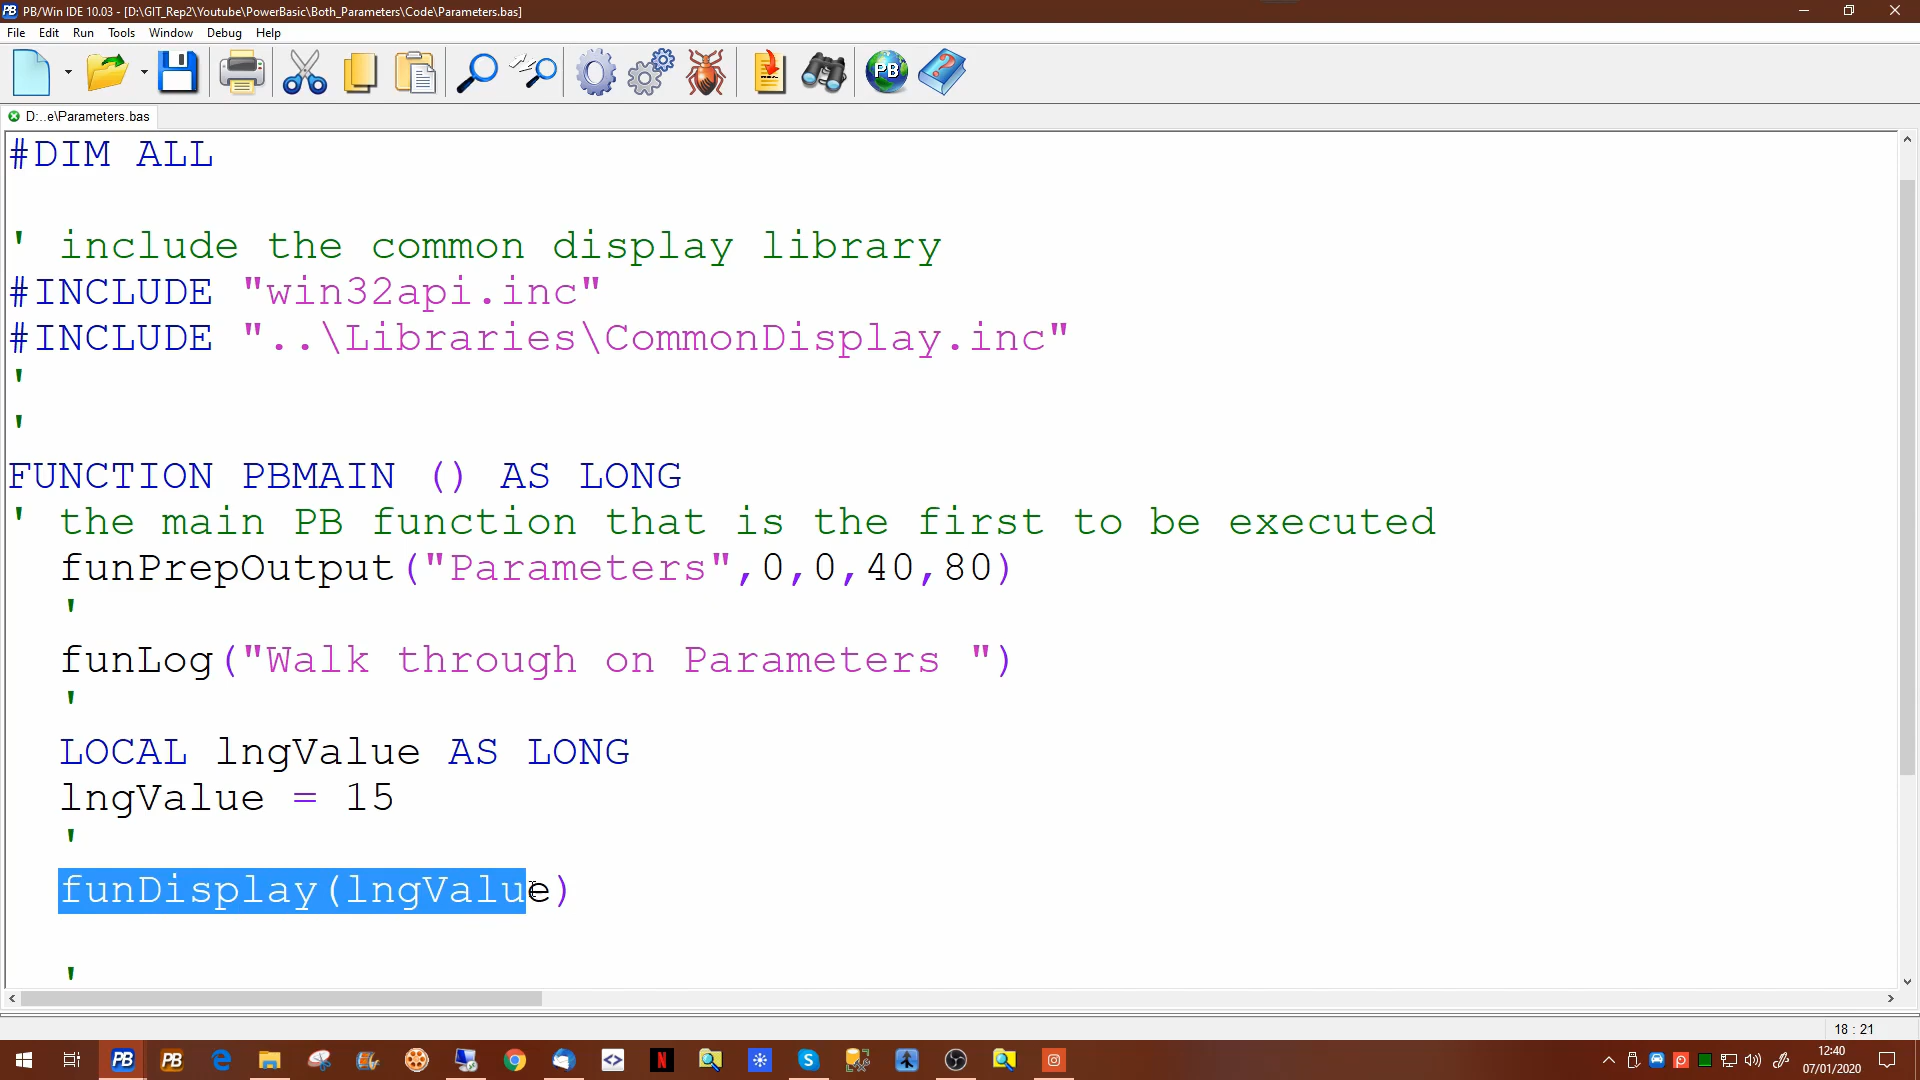 PB/Win IDE 10.03 - [D:\GIT_Rep2\Youtube\PowerBasic\Both_Parameters\Code\Parameters.bas]
File Edit Run Tools Window Debug Help
PB
D:..e\Parameters.bas
#DIM ALL
' include the common display library
#INCLUDE "win32api.inc"
#INCLUDE "..\Libraries\CommonDisplay.inc"
'
'
FUNCTION PBMAIN () AS LONG
' the main PB function that is the first to be executed
funPrepOutput("Parameters",0,0,40,80)
'
funLog("Walk through on Parameters ")
'
LOCAL lngValue AS LONG
lngValue = 15
'
funDisplay(lngValue)
'
18 : 21
PB PB
12:40
07/01/2020